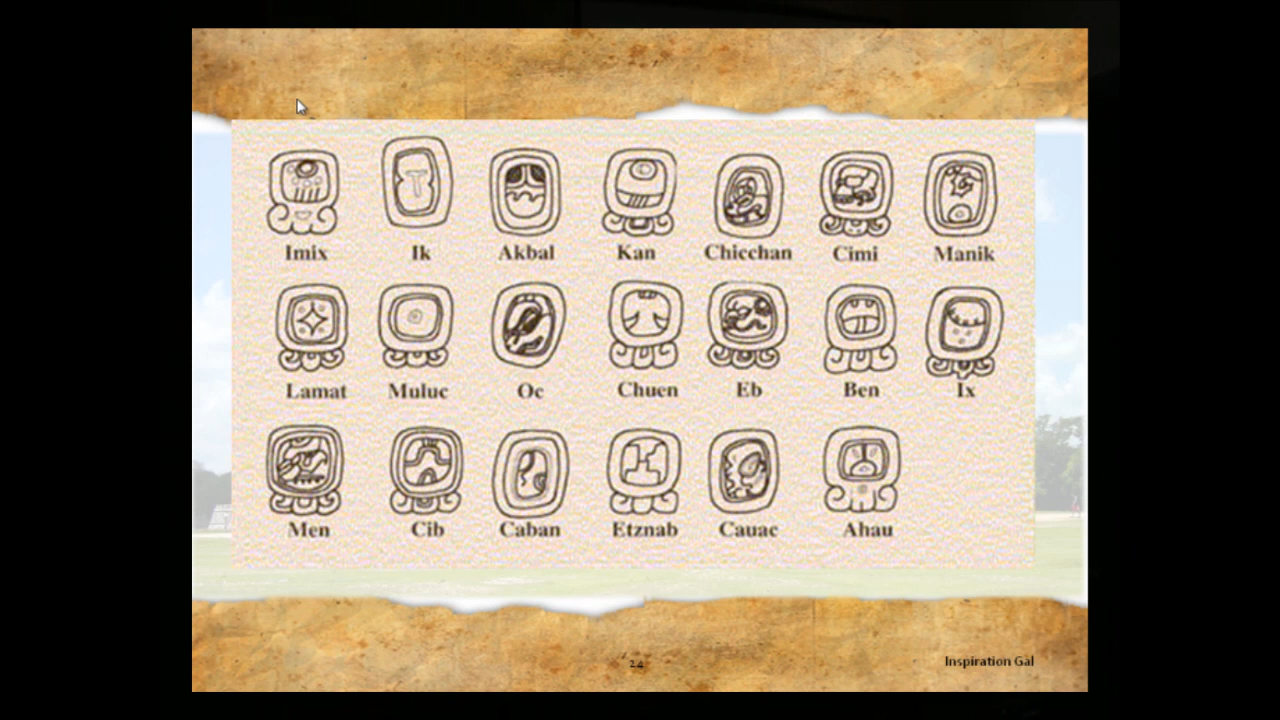 Imix Ik Akbal Kan Chicchan Cimi Manik
Lamat Muluc Oc Chuen Eb Ben Ix
Men Cib Caban Etznab Cauac Ahau
24 Inspiration Gal